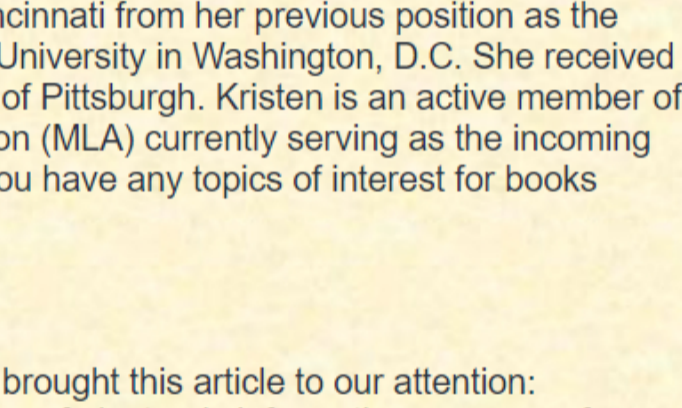 ncinnati from her previous position as the
University in Washington, D.C. She received
of Pittsburgh. Kristen is an active member of
on (MLA) currently serving as the incoming
ou have any topics of interest for books
brought this article to our attention: